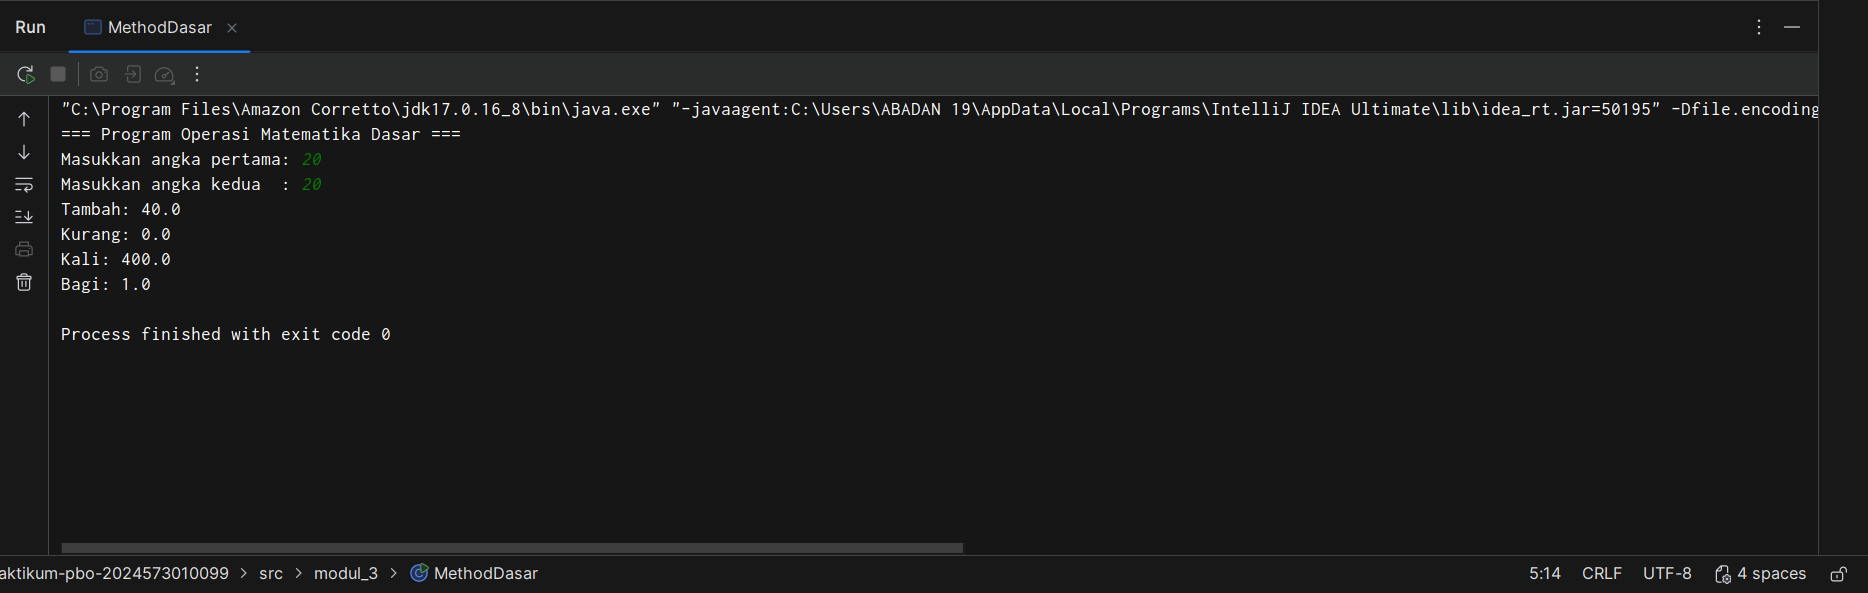 Run MethodDasar
"C:\Program Files\Amazon Corretto\jdk17.0.16_8\bin\java.exe" "-javaagent:C:\Users\ABADAN 19\AppData\Local\Programs\IntelliJ IDEA Ultimate\lib\idea_rt.jar=50195" -Dfile.encoding
=== Program Operasi Matematika Dasar ===
Masukkan angka pertama: 20
Masukkan angka kedua  : 20
Tambah: 40.0
Kurang: 0.0
Kali: 400.0
Bagi: 1.0
Process finished with exit code 0
aktikum-pbo-2024573010099 > src > modul_3 > MethodDasar 5:14 CRLF UTF-8 4 spaces